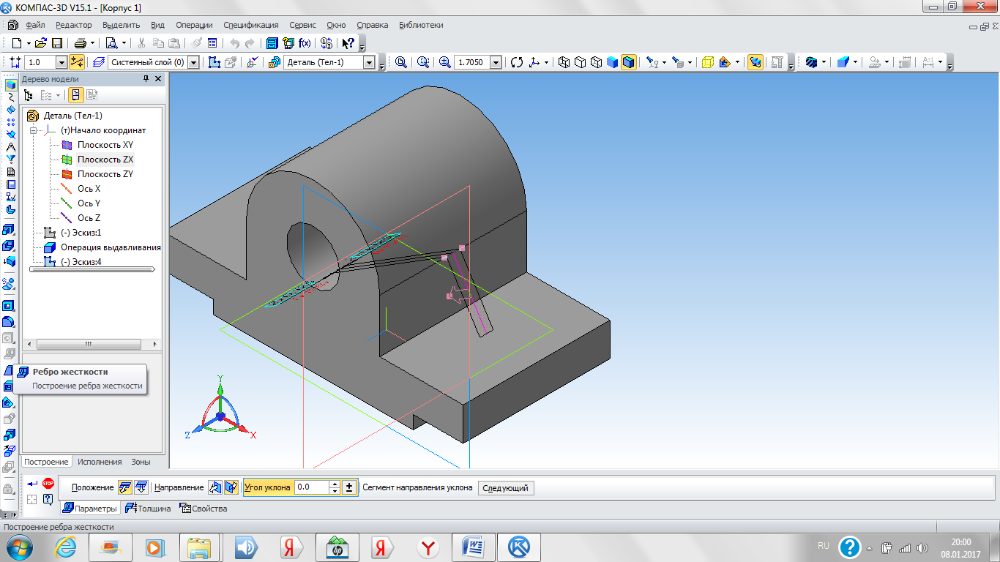 КОМПАС-3D V15.1 - [Корпус 1]
Файл Редактор Выделить Вид Операции Спецификация Сервис Окно Справка Библиотеки
f(x)
1.0 Системный слой (0) Деталь (Тел-1) 1.7050
Дерево модели
Деталь (Тел-1)
(т)Начало координат
Плоскость XY
Плоскость ZX
Плоскость ZY
Ось X
Ось Y
Ось Z
(-) Эскиз:1
Операция выдавливания
(-) Эскиз:4
Ребро жесткости
Построение ребра жесткости
Y
Z X
Построение Исполнения Зоны
STOP Положение Направление Угол уклона 0.0 ± Сегмент направления уклона Следующий
Параметры Толщина Свойства
Построение ребра жесткости
RU 20:00
08.01.2017